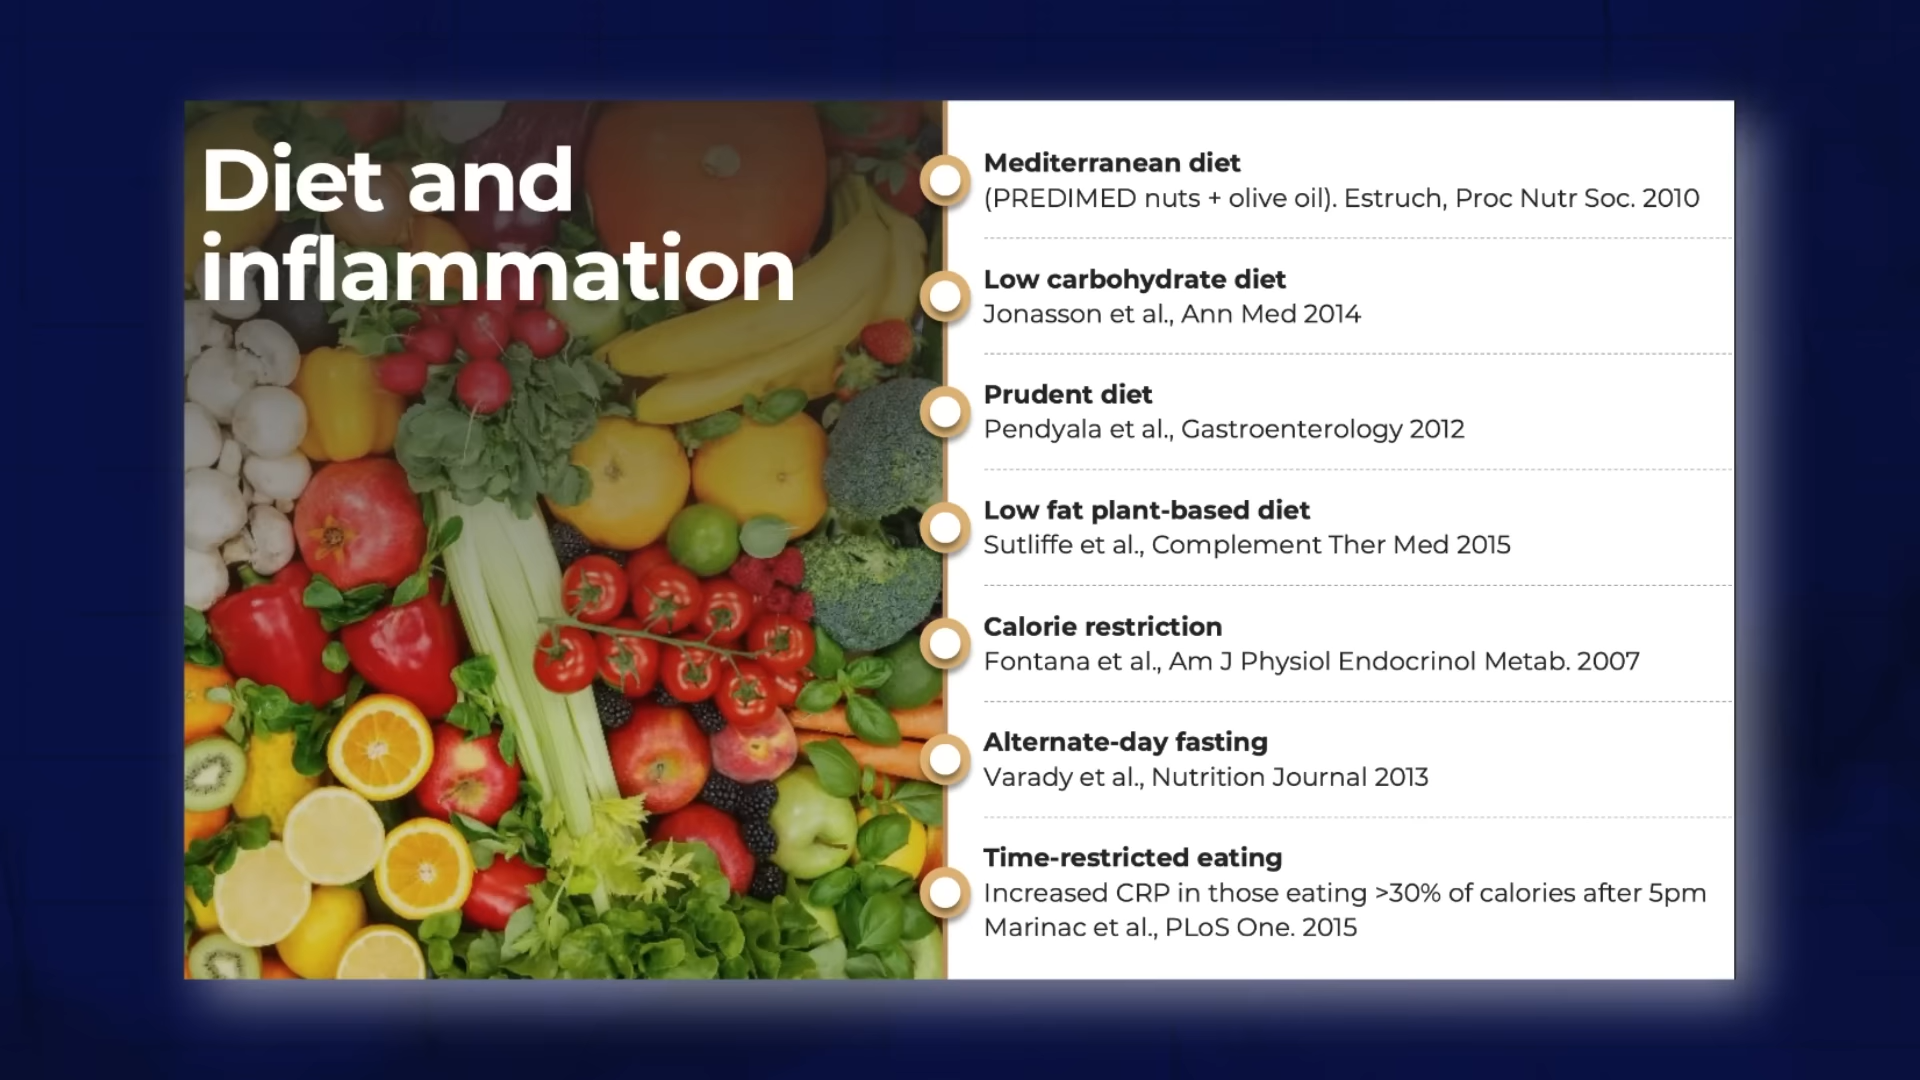 Diet and
inflammation
Mediterranean diet
(PREDIMED nuts + olive oil). Estruch, Proc Nutr Soc. 2010
Low carbohydrate diet
Jonasson et al., Ann Med 2014
Prudent diet
Pendyala et al., Gastroenterology 2012
Low fat plant-based diet
Sutliffe et al., Complement Ther Med 2015
Calorie restriction
Fontana et al., Am J Physiol Endocrinol Metab. 2007
Alternate-day fasting
Varady et al., Nutrition Journal 2013
Time-restricted eating
Increased CRP in those eating >30% of calories after 5pm
Marinac et al., PLoS One. 2015